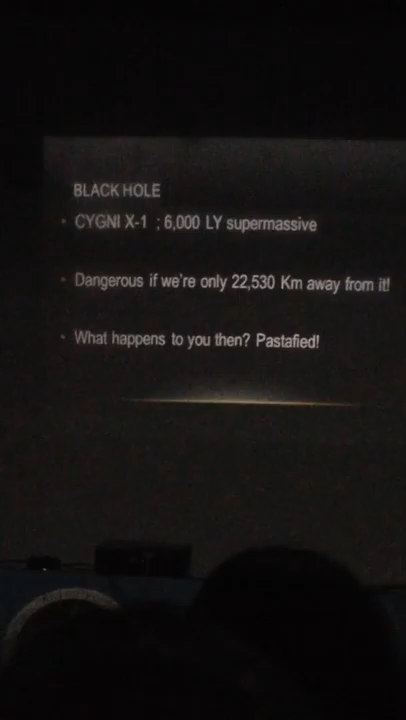 BLACK HOLE
• CYGNI X-1 ; 6,000 LY supermassive
• Dangerous if we're only 22,530 Km away from it!
• What happens to you then? Pastafied!